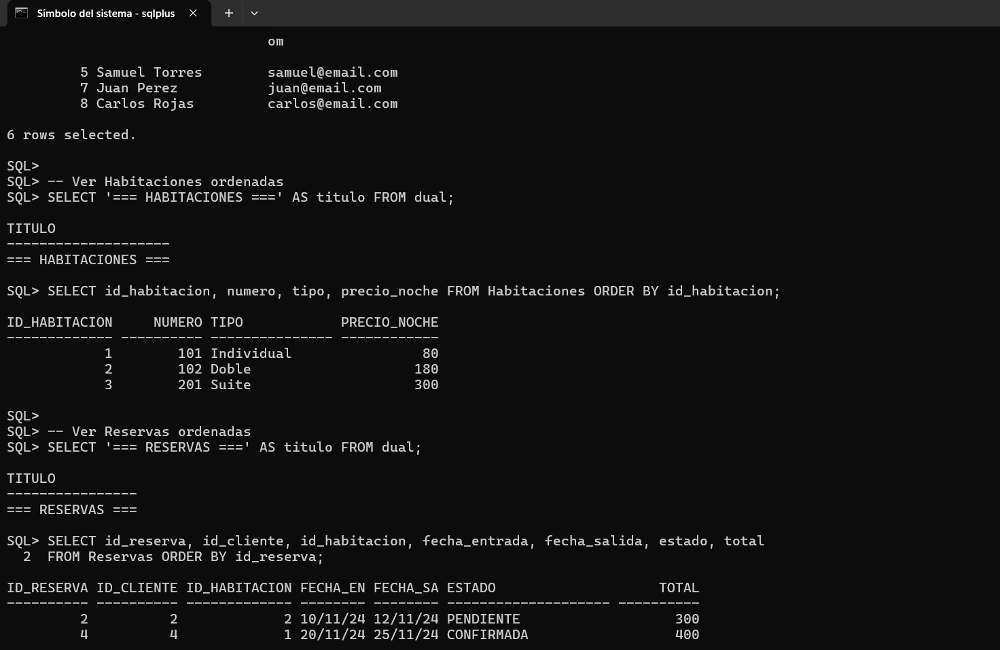 Símbolo del sistema - sqlplus
om
5 Samuel Torres samuel@email.com
7 Juan Perez juan@email.com
8 Carlos Rojas carlos@email.com
6 rows selected.
SQL>
SQL> -- Ver Habitaciones ordenadas
SQL> SELECT '=== HABITACIONES ===' AS titulo FROM dual;
TITULO
--------------------
=== HABITACIONES ===
SQL> SELECT id_habitacion, numero, tipo, precio_noche FROM Habitaciones ORDER BY id_habitacion;
ID_HABITACION NUMERO TIPO PRECIO_NOCHE
------------- ---------- --------------- ------------
1 101 Individual 80
2 102 Doble 180
3 201 Suite 300
SQL>
SQL> -- Ver Reservas ordenadas
SQL> SELECT '=== RESERVAS ===' AS titulo FROM dual;
TITULO
----------------
=== RESERVAS ===
SQL> SELECT id_reserva, id_cliente, id_habitacion, fecha_entrada, fecha_salida, estado, total
2 FROM Reservas ORDER BY id_reserva;
ID_RESERVA ID_CLIENTE ID_HABITACION FECHA_EN FECHA_SA ESTADO TOTAL
---------- ---------- ------------- -------- -------- -------------------- ----------
2 2 2 10/11/24 12/11/24 PENDIENTE 300
4 4 1 20/11/24 25/11/24 CONFIRMADA 400